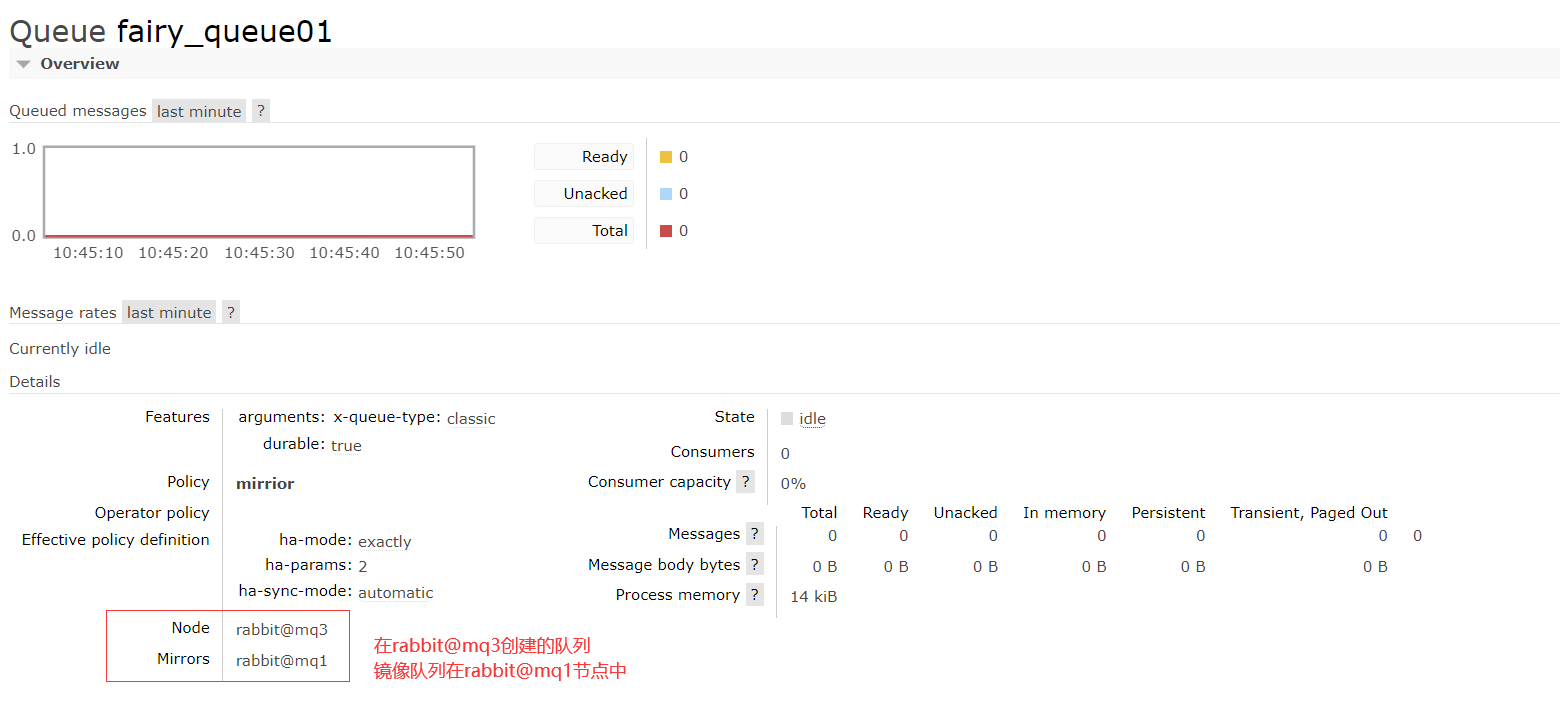 Queue fairy_queue01
Overview
Queued messages last minute ?
1.0
0.0
10:45:10 10:45:20 10:45:30 10:45:40 10:45:50
Ready 0
Unacked 0
Total 0
Message rates last minute ?
Currently idle
Details
Features arguments: x-queue-type: classic
durable: true
Policy mirrior
Operator policy
Effective policy definition ha-mode: exactly
ha-params: 2
ha-sync-mode: automatic
Node rabbit@mq3
Mirrors rabbit@mq1
在rabbit@mq3创建的队列
镜像队列在rabbit@mq1节点中
State idle
Consumers 0
Consumer capacity ? 0%
Total Ready Unacked In memory Persistent Transient, Paged Out
Messages ? 0 0 0 0 0 0 0
Message body bytes ? 0 B 0 B 0 B 0 B 0 B 0 B
Process memory ? 14 kiB